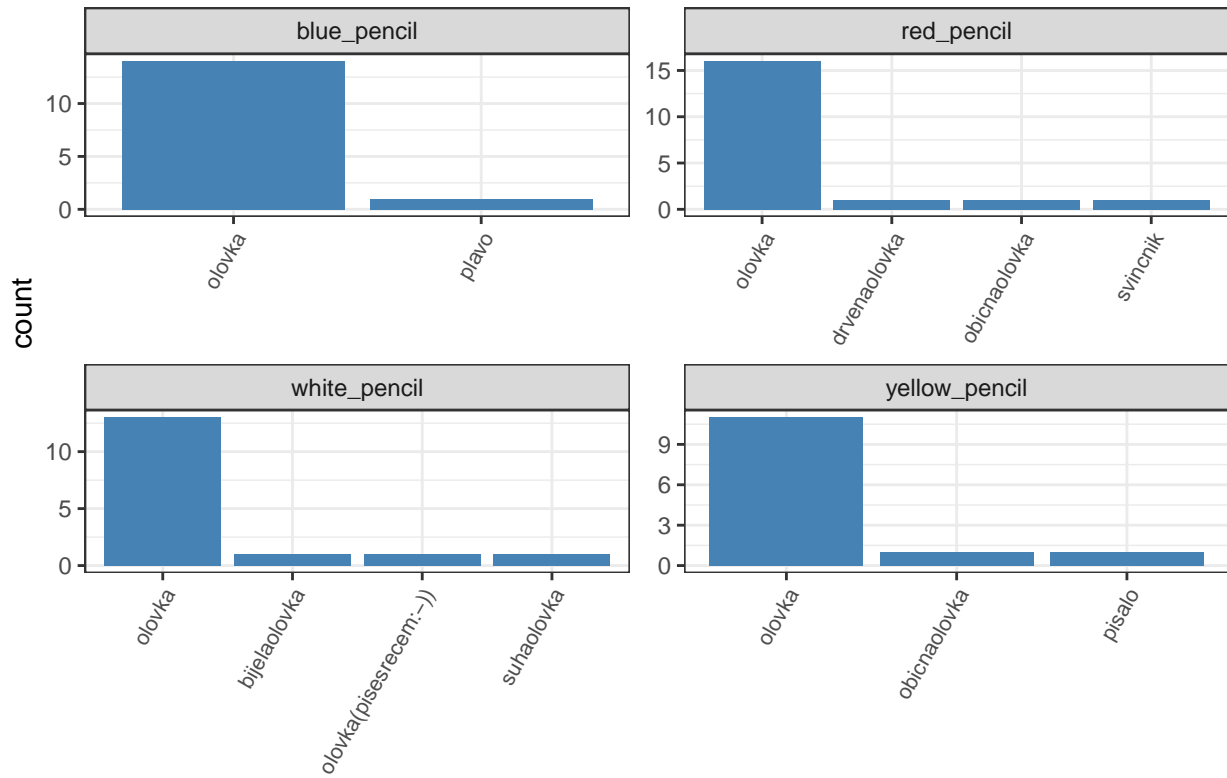 blue_pencil
red_pencil
10
5
0
15
10
5
0
olovka
plavo
olovka
drvenaolovka
obicnaolovka
svincnik
count
white_pencil
yellow_pencil
10
5
0
9
6
3
0
olovka
bijelaolovka
olovka(pisesrecem:−))
suhaolovka
olovka
obicnaolovka
pisalo